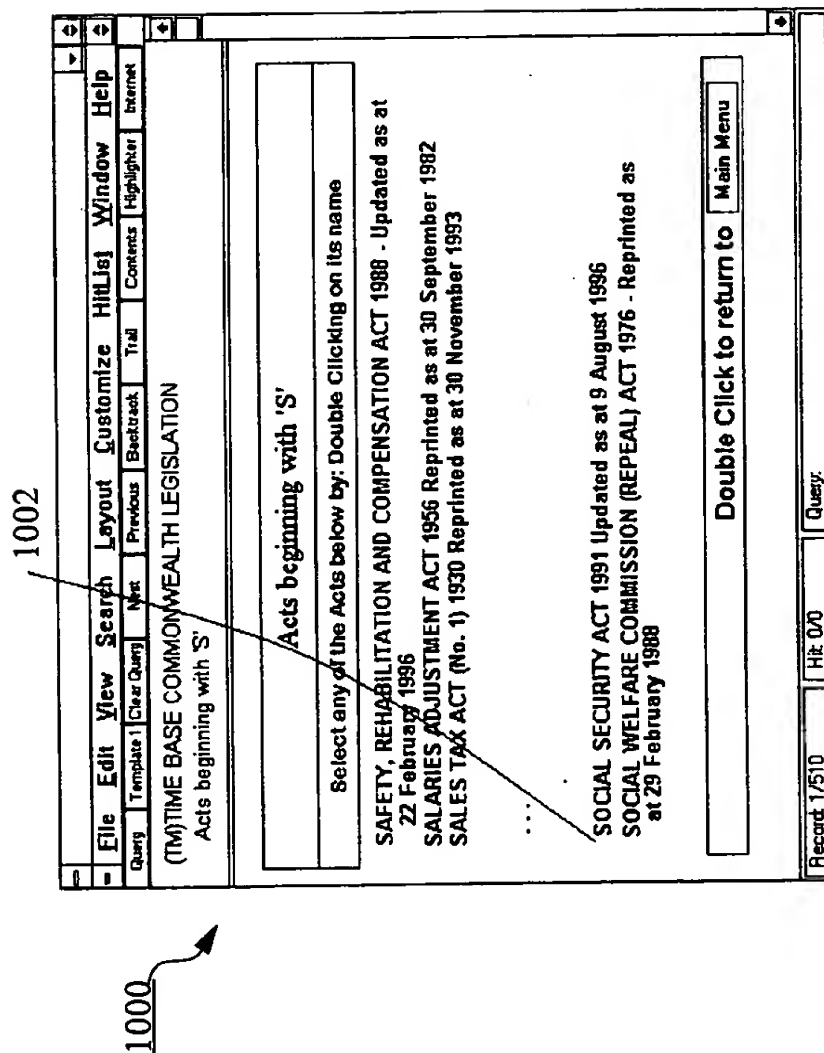 1002
1000
File Edit View Search Layout Customize HitList Window Help
Query Template 1 Clear Query Next Previous Backtrack Trail Contents Highlighter Internet
(TM)TIME BASE COMMONWEALTH LEGISLATION
Acts beginning with 'S'
Acts beginning with 'S'
Select any of the Acts below by: Double Clicking on its name
SAFETY, REHABILITATION AND COMPENSATION ACT 1988 - Updated as at
22 February 1996
SALARIES ADJUSTMENT ACT 1956 Reprinted as at 30 September 1982
SALES TAX ACT (No. 1) 1930 Reprinted as at 30 November 1993
. . .
SOCIAL SECURITY ACT 1991 Updated as at 9 August 1996
SOCIAL WELFARE COMMISSION (REPEAL) ACT 1976 - Reprinted as
at 29 February 1988
Double Click to return to Main Menu
Record: 1/510 Hit: 0/0 Query: